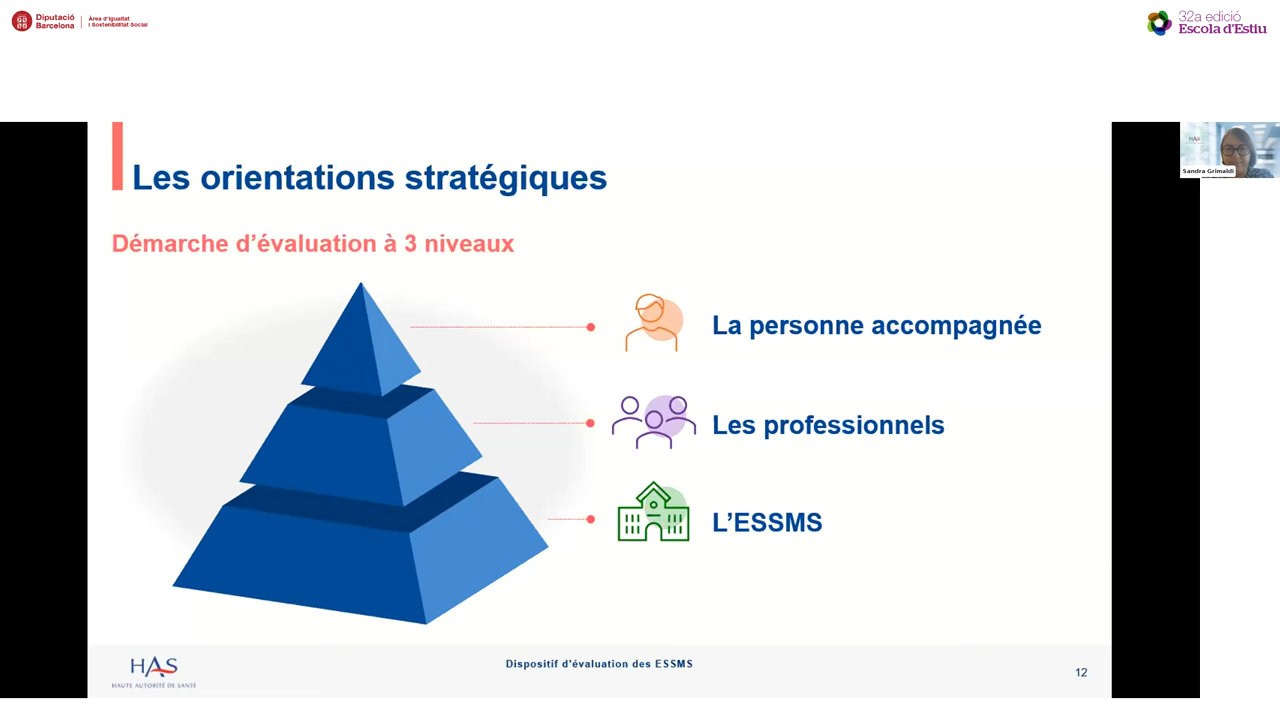 Diputació
Barcelona
Àrea d'Igualtat
i Sostenibilitat Social
32a edició
Escola d'Estiu
HAS
Sandra Grimaldi
Les orientations stratégiques
Démarche d'évaluation à 3 niveaux
La personne accompagnée
Les professionnels
L'ESSMS
HAS
HAUTE AUTORITÉ DE SANTÉ
Dispositif d'évaluation des ESSMS
12